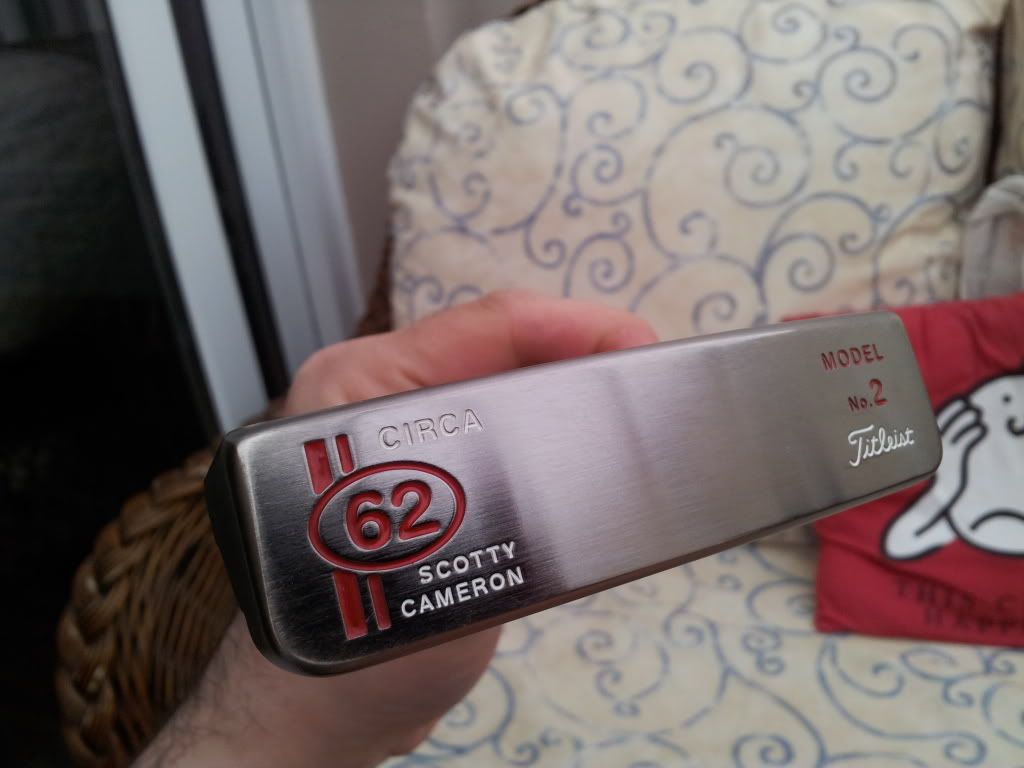 CIRCA
62
SCOTTY
CAMERON
MODEL
No.2
Titleist